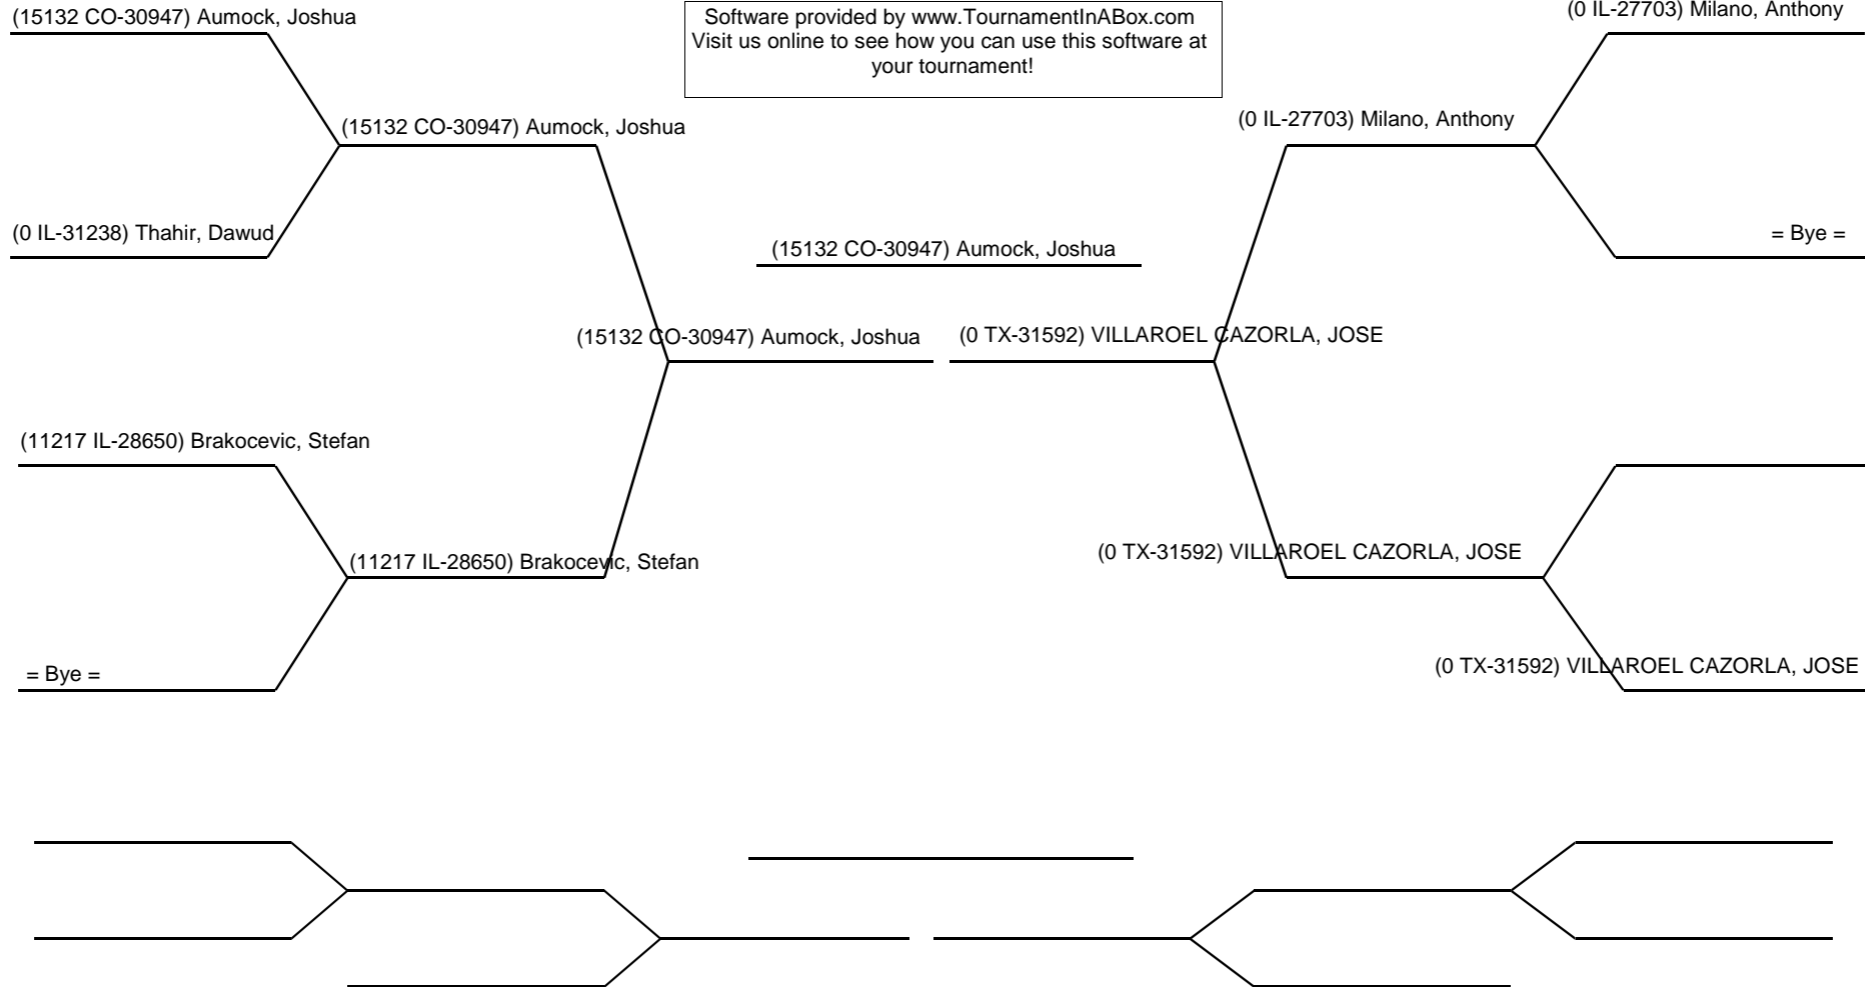 (15132 CO-30947) Aumock, Joshua
Software provided by www.TournamentInABox.com
Visit us online to see how you can use this software at
your tournament!
(0 IL-27703) Milano, Anthony
(15132 CO-30947) Aumock, Joshua
(0 IL-27703) Milano, Anthony
(0 IL-31238) Thahir, Dawud
(15132 CO-30947) Aumock, Joshua
= Bye =
(15132 CO-30947) Aumock, Joshua
(0 TX-31592) VILLAROEL CAZORLA, JOSE
(11217 IL-28650) Brakocevic, Stefan
(11217 IL-28650) Brakocevic, Stefan
(0 TX-31592) VILLAROEL CAZORLA, JOSE
= Bye =
(0 TX-31592) VILLAROEL CAZORLA, JOSE